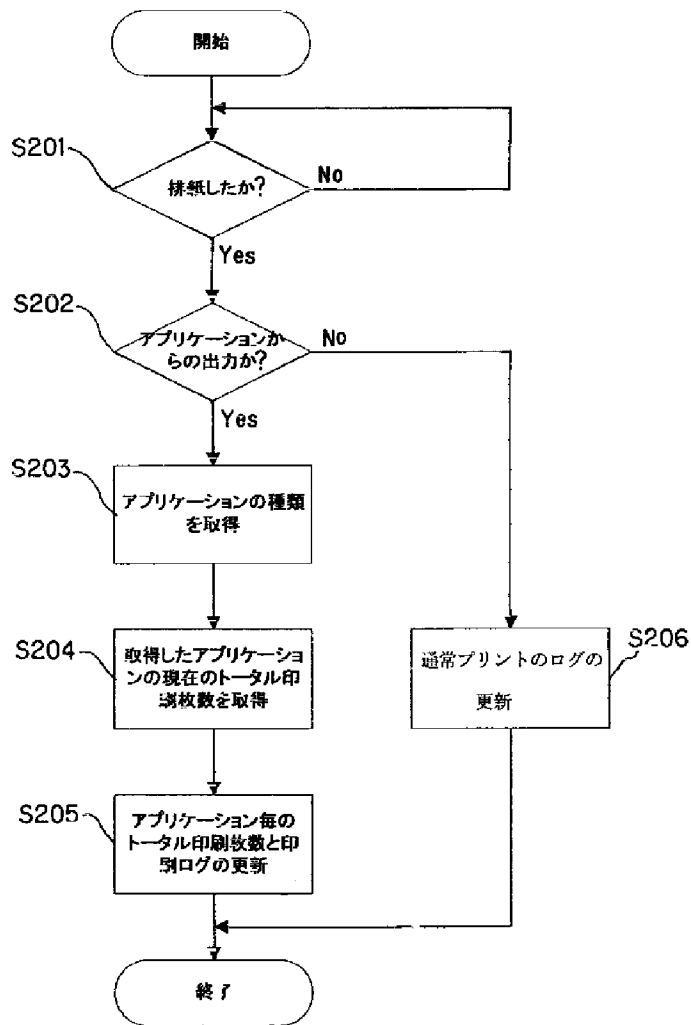 開始
S201
排紙したか?
No
Yes
S202
アプリケーションか
らの出力か?
No
Yes
S203
アプリケーションの種類
を取得
S204
取得したアプリケーショ
ンの現在のトータル印
刷枚数を取得
S206
通常プリントのログの
更新
S205
アプリケーション毎の
トータル印刷枚数と印
刷ログの更新
終了